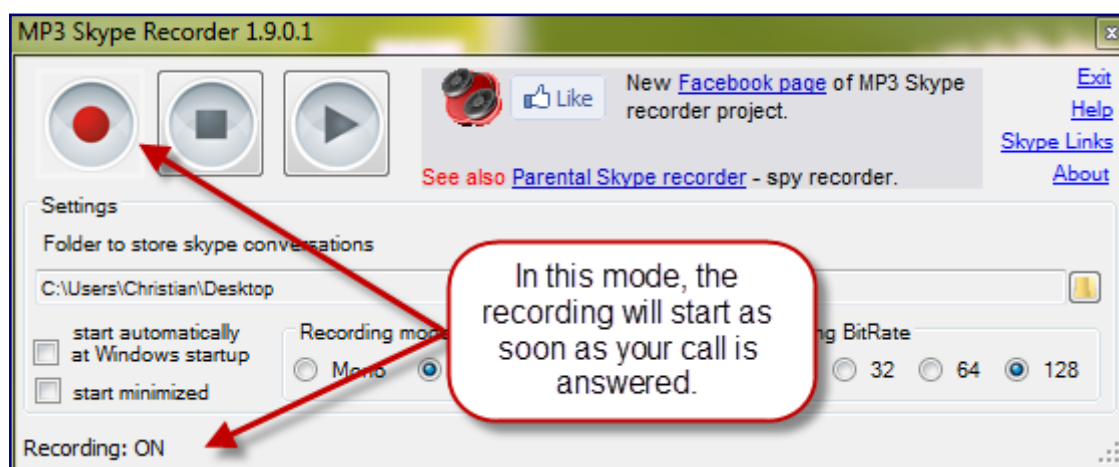 MP3 Skype Recorder 1.9.0.1
Like
New Facebook page of MP3 Skype
recorder project.
See also Parental Skype recorder - spy recorder.
Exit
Help
Skype Links
About
Settings
Folder to store skype conversations
C:\Users\Christian\Desktop
start automatically
at Windows startup
start minimized
Recording
Mono
BitRate
32 64 128
In this mode, the
recording will start as
soon as your call is
answered.
Recording: ON